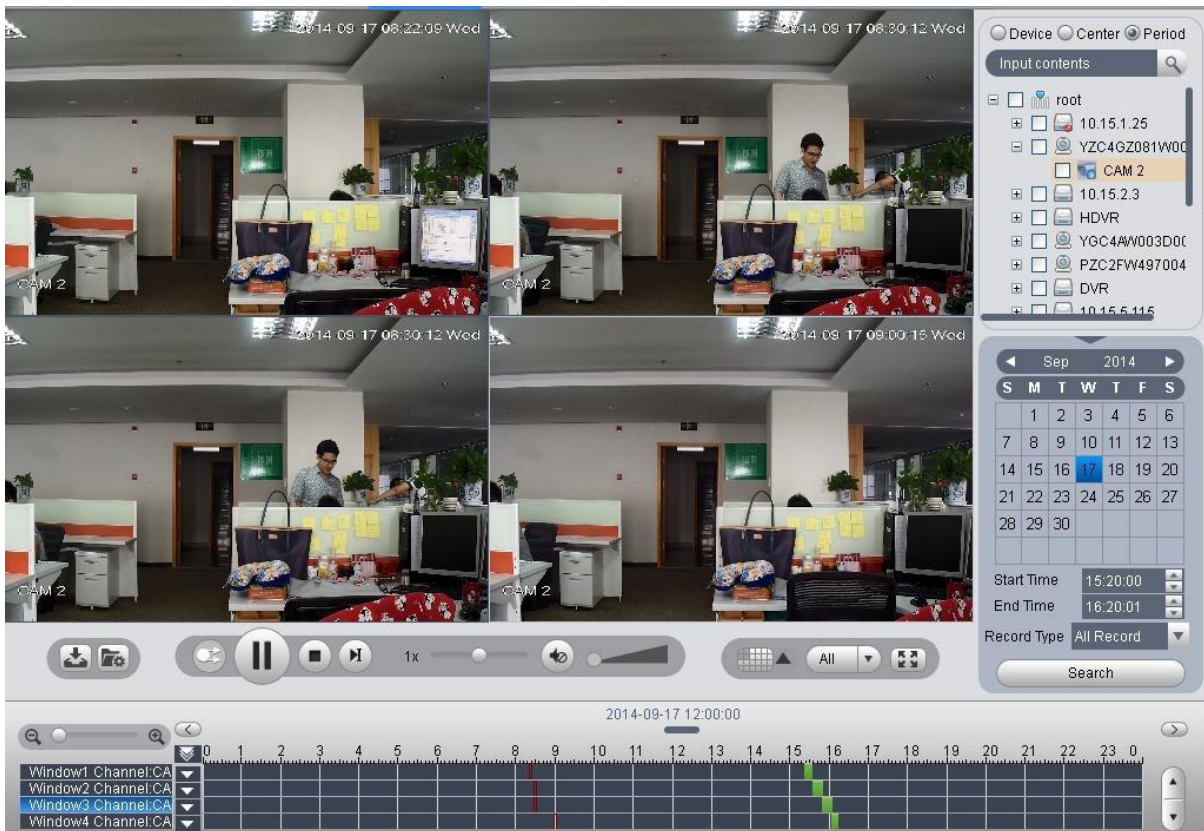 2014-09-17 08:22:09 Wed
CAM 2
2014-09-17 08:30:12 Wed
CAM 2
2014-09-17 08:30:12 Wed
CAM 2
2014-09-17 09:00:15 Wed
CAM 2
Device Center Period
Input contents
root
10.15.1.25
YZC4GZ081W00
CAM 2
10.15.2.3
HDVR
YGC4AW003D00
PZC2FW497004
DVR
10.15.5.115
Sep 2014
S M T W T F S
1 2 3 4 5 6
7 8 9 10 11 12 13
14 15 16 17 18 19 20
21 22 23 24 25 26 27
28 29 30
Start Time 15:20:00
End Time 16:20:01
Record Type All Record
Search
1x
All
2014-09-17 12:00:00
0 1 2 3 4 5 6 7 8 9 10 11 12 13 14 15 16 17 18 19 20 21 22 23 0
Window1 Channel:CA
Window2 Channel:CA
Window3 Channel:CA
Window4 Channel:CA